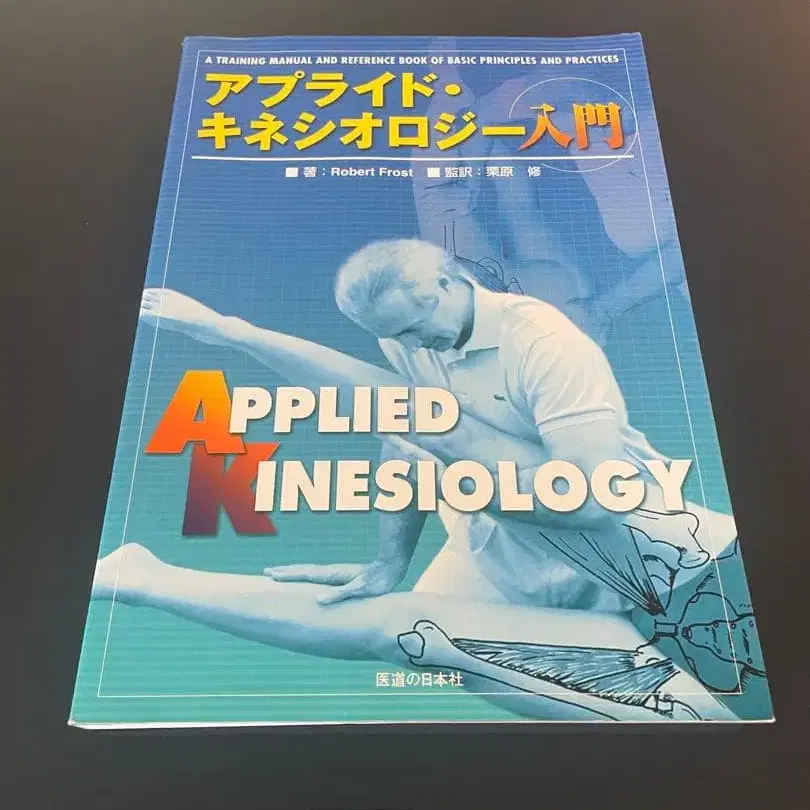 A TRAINING MANUAL AND REFERENCE BOOK OF BASIC PRINCIPLES AND PRACTICES
アプライド・
キネシオロジー入門
■ 著：Robert Frost ■ 監訳：栗原 修
APPLIED
KINESIOLOGY
医道の日本社